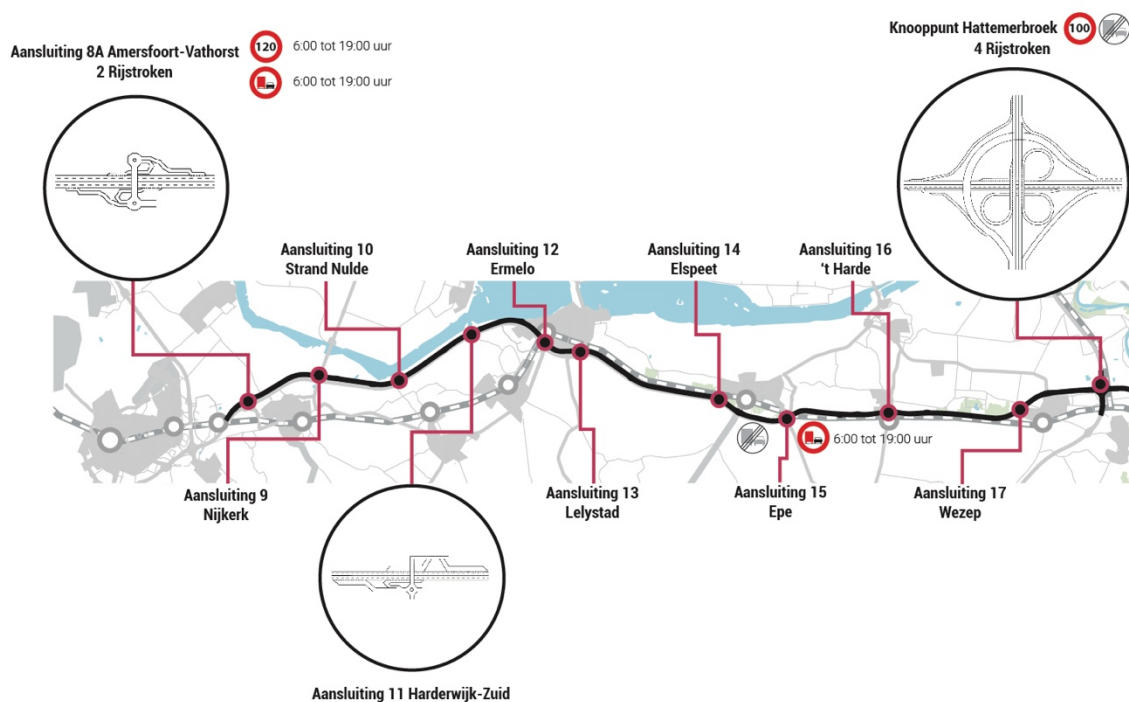 Aansluiting 8A Amersfoort-Vathorst
2 Rijstroken
120 6:00 tot 19:00 uur
6:00 tot 19:00 uur
Knooppunt Hattemerbroek
4 Rijstroken
100
Aansluiting 10
Strand Nulde
Aansluiting 12
Ermelo
Aansluiting 14
Elspeet
Aansluiting 16
't Harde
6:00 tot 19:00 uur
Aansluiting 9
Nijkerk
Aansluiting 13
Lelystad
Aansluiting 15
Epe
Aansluiting 17
Wezep
Aansluiting 11 Harderwijk-Zuid